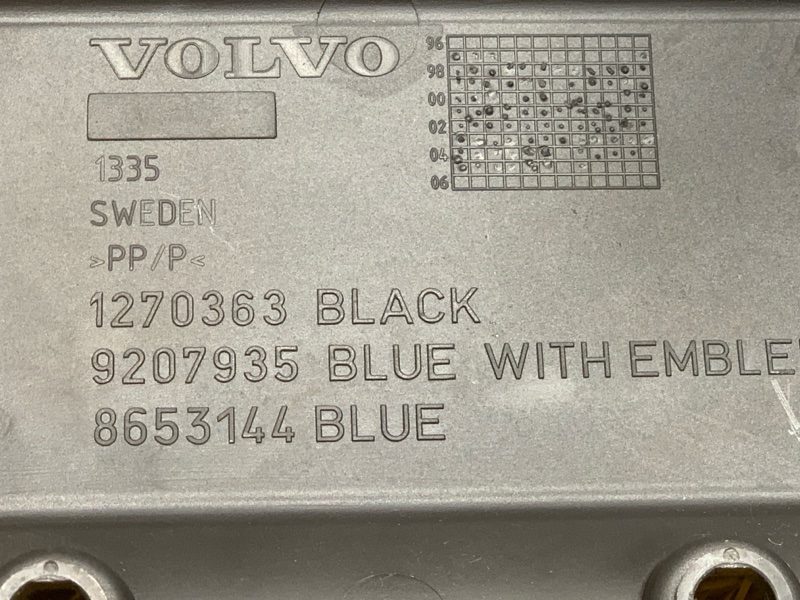 VOLVO
96
98
00
02
04
06
1335
SWEDEN
>PP/P<
1270363 BLACK
9207935 BLUE WITH EMBLE
8653144 BLUE